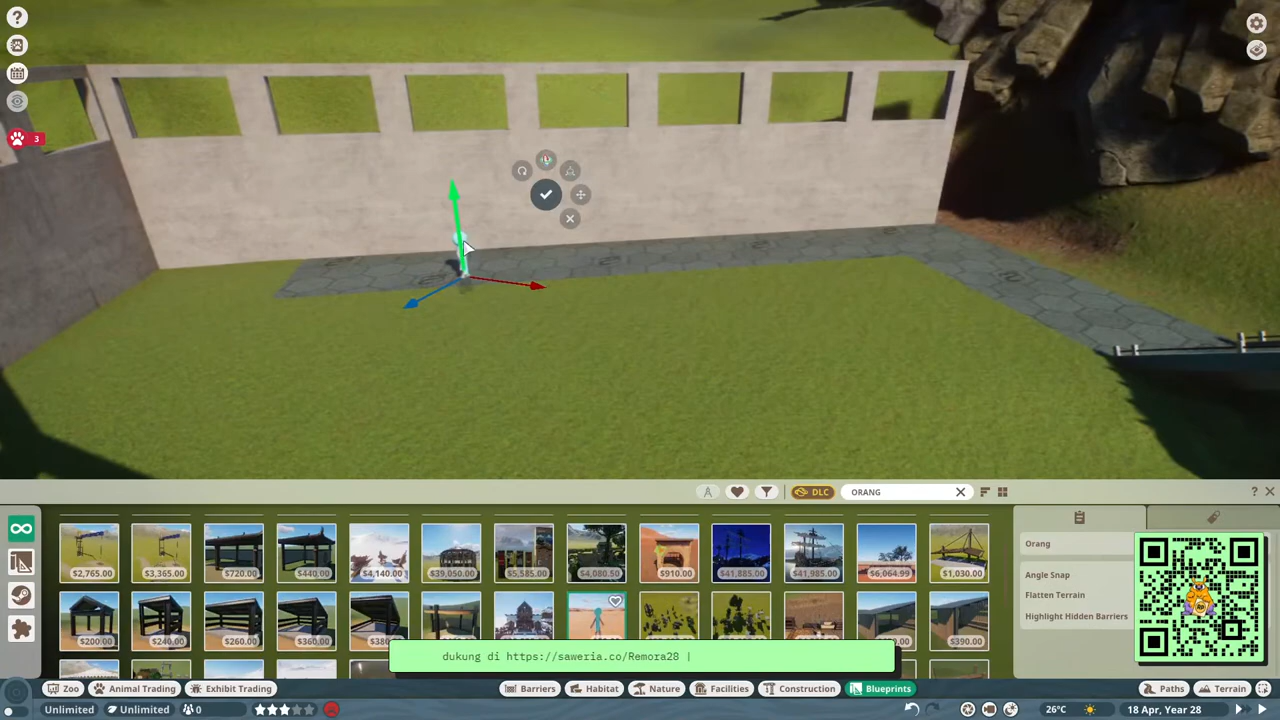 3
DLC
ORANG
$2,765.00
$3,365.00
$720.00
$440.00
$4,140.00
$39,050.00
$5,585.00
$4,080.50
$910.00
$41,885.00
$41,985.00
$6,064.99
$1,030.00
$200.00
$240.00
$260.00
$360.00
$390.00
Orang
Angle Snap
Flatten Terrain
Highlight Hidden Barriers
dukung di https://saweria.co/Remora28 |
Zoo
Animal Trading
Exhibit Trading
Barriers
Habitat
Nature
Facilities
Construction
Blueprints
Paths
Terrain
Unlimited
Unlimited
0
26°C
18 Apr, Year 28